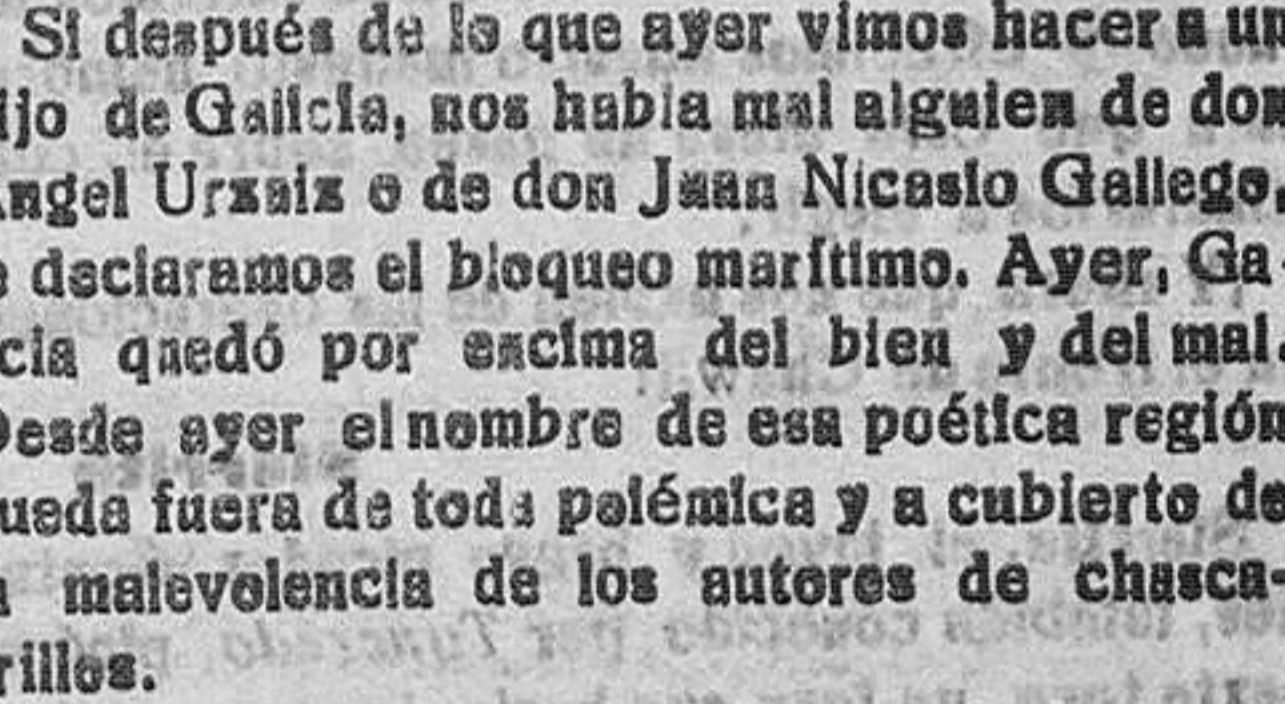 Si después de lo que ayer vimos hacer a un
ijo de Galicia, nos habla mal alguien de don
Angel Urzaiz o de don Juan Nicasio Gallego,
e declaramos el bloqueo marítimo. Ayer, Ga-
cia quedó por encima del bien y del mal.
Desde ayer el nombre de esa poética región
ueda fuera de toda polémica y a cubierto de
a malevolencia de los autores de chasca-
rillos.